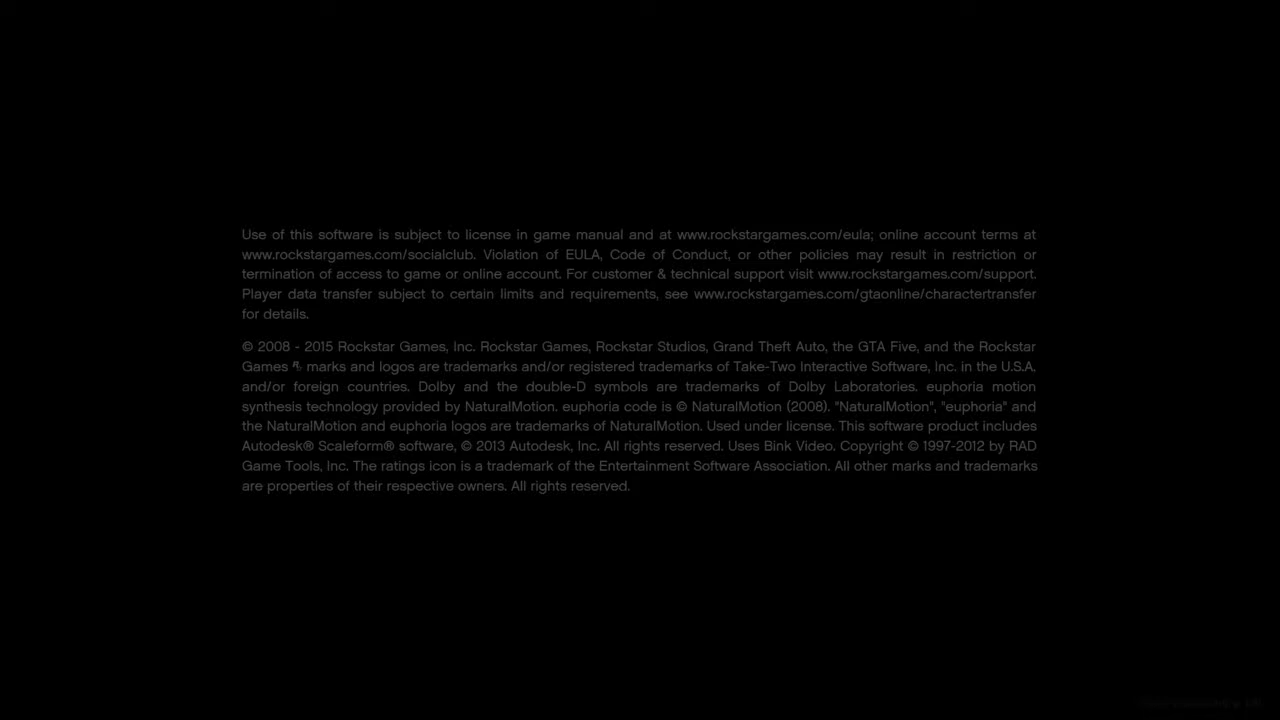 Use of this software is subject to license in game manual and at www.rockstargames.com/eula; online account terms at
www.rockstargames.com/socialclub. Violation of EULA, Code of Conduct, or other policies may result in restriction or
termination of access to game or online account. For customer & technical support visit www.rockstargames.com/support.
Player data transfer subject to certain limits and requirements, see www.rockstargames.com/gtaonline/charactertransfer
for details.
© 2008 - 2015 Rockstar Games, Inc. Rockstar Games, Rockstar Studios, Grand Theft Auto, the GTA Five, and the Rockstar
Games R* marks and logos are trademarks and/or registered trademarks of Take-Two Interactive Software, Inc. in the U.S.A.
and/or foreign countries. Dolby and the double-D symbols are trademarks of Dolby Laboratories. euphoria motion
synthesis technology provided by NaturalMotion. euphoria code is © NaturalMotion (2008). "NaturalMotion", "euphoria" and
the NaturalMotion and euphoria logos are trademarks of NaturalMotion. Used under license. This software product includes
Autodesk® Scaleform® software, © 2013 Autodesk, Inc. All rights reserved. Uses Bink Video. Copyright © 1997-2012 by RAD
Game Tools, Inc. The ratings icon is a trademark of the Entertainment Software Association. All other marks and trademarks
are properties of their respective owners. All rights reserved.